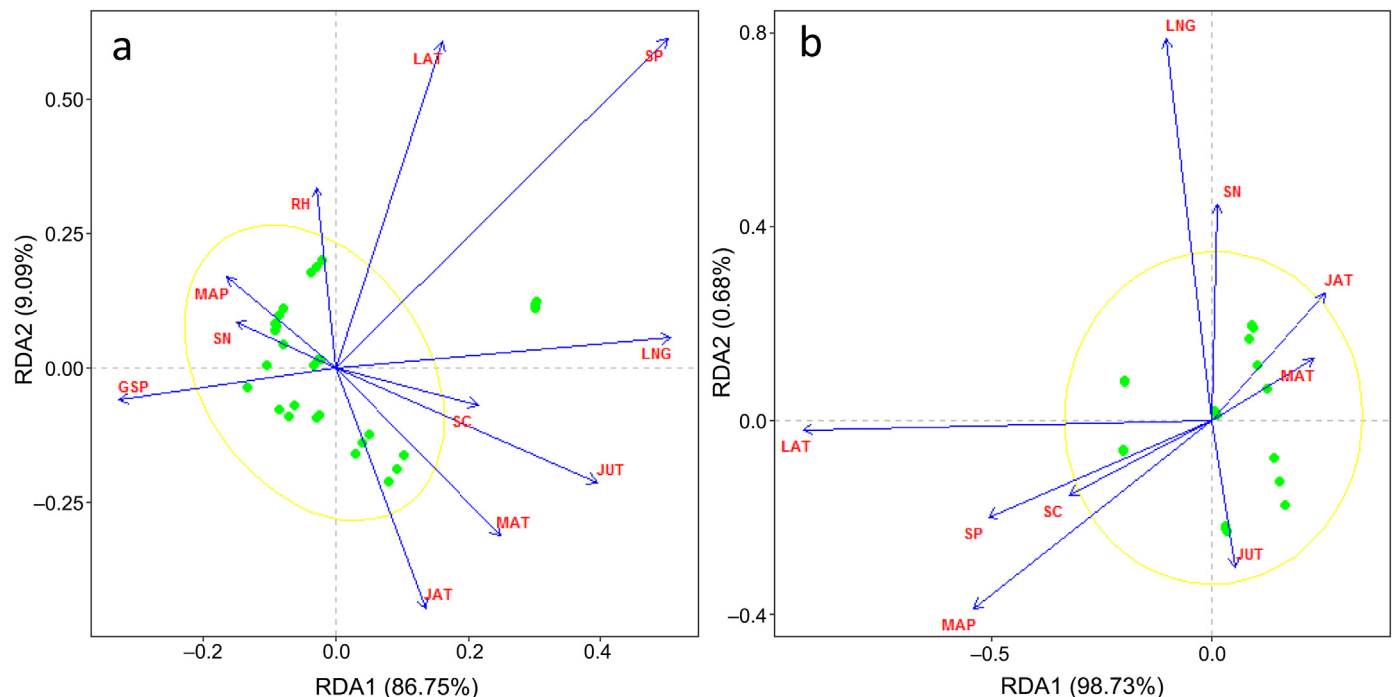 a
LAT
SP
0.50
RH
0.25
MAP
SN
LNG
0.00
GSP
SC
JUT
−0.25
MAT
JAT
−0.2
0.0
0.2
0.4
RDA1 (86.75%)
RDA2 (9.09%)
b
LNG
0.8
SN
0.4
JAT
MAT
0.0
LAT
SC
SP
JUT
−0.4
MAP
−0.5
0.0
RDA1 (98.73%)
RDA2 (0.68%)